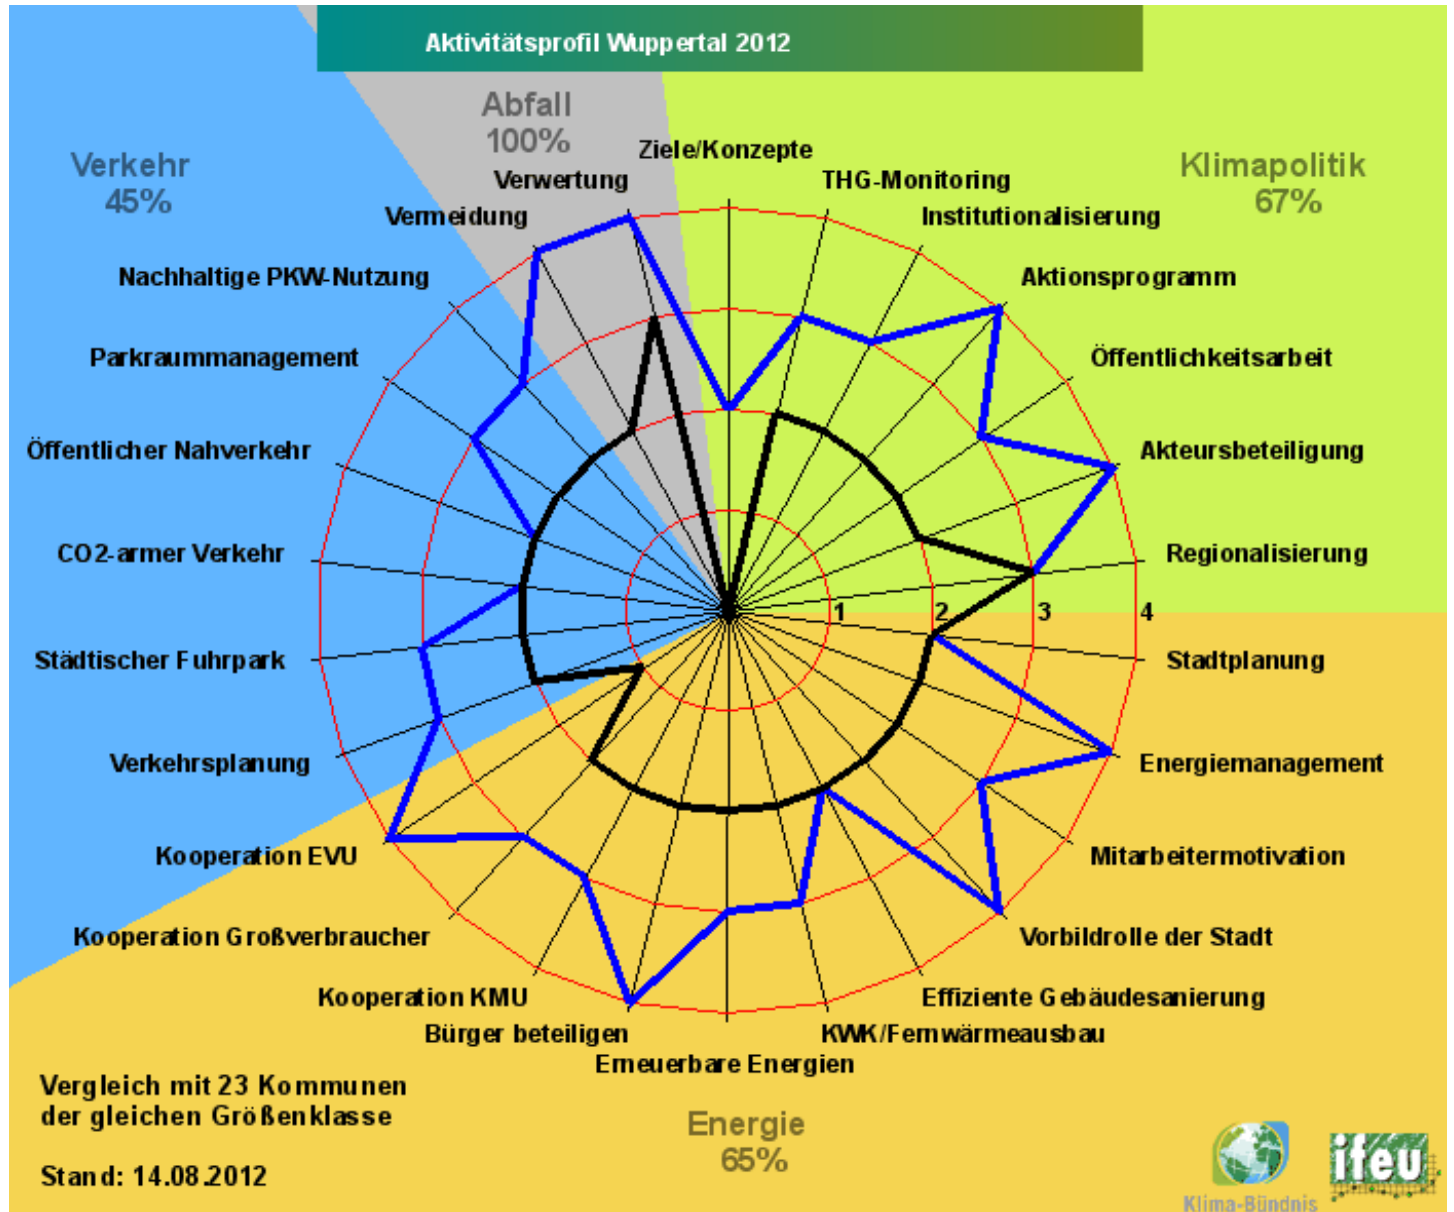 Aktivitätsprofil Wuppertal 2012
Abfall
100%
Verkehr
45%
Klimapolitik
67%
Ziele/Konzepte
THG-Monitoring
Institutionalisierung
Aktionsprogramm
Öffentlichkeitsarbeit
Akteursbeteiligung
Regionalisierung
1 2 3 4
Stadtplanung
Energiemanagement
Mitarbeitermotivation
Vorbildrolle der Stadt
Effiziente Gebäudesanierung
KWK/Fernwärmeausbau
Erneuerbare Energien
Bürger beteiligen
Kooperation KMU
Kooperation Großverbraucher
Kooperation EVU
Verkehrsplanung
Städtischer Fuhrpark
CO2-armer Verkehr
Öffentlicher Nahverkehr
Parkraummanagement
Nachhaltige PKW-Nutzung
Vermeidung
Verwertung
Energie
65%
Vergleich mit 23 Kommunen
der gleichen Größenklasse
Stand: 14.08.2012
Klima-Bündnis
ifeu